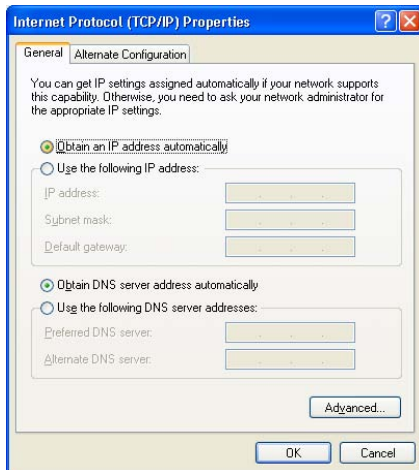 Internet Protocol (TCP/IP) Properties
General Alternate Configuration
You can get IP settings assigned automatically if your network supports
this capability. Otherwise, you need to ask your network administrator for
the appropriate IP settings.
Obtain an IP address automatically
Use the following IP address:
IP address:
Subnet mask:
Default gateway:
Obtain DNS server address automatically
Use the following DNS server addresses:
Preferred DNS server:
Alternate DNS server:
Advanced...
OK Cancel